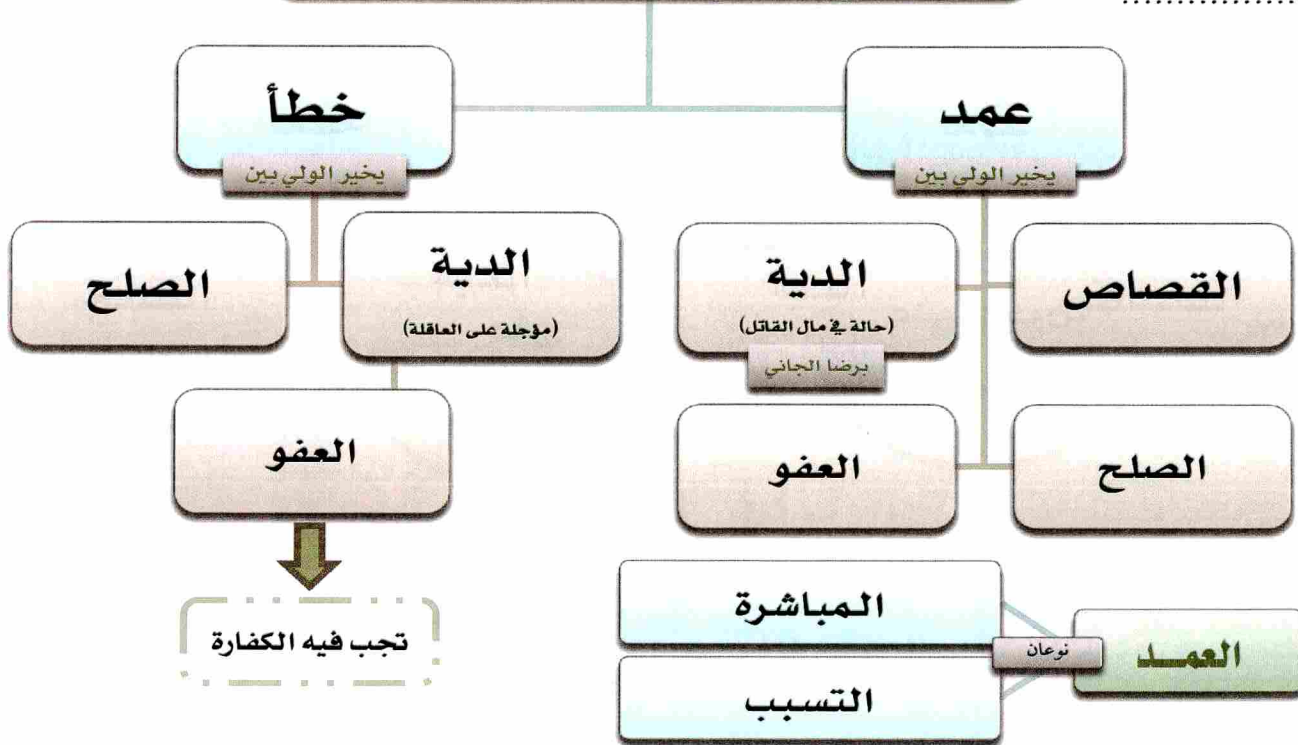 عمد
يخير الولي بين
القصاص
الدية
(حالة في مال القاتل)
برضا الجاني
الصلح
العفو
خطأ
يخير الولي بين
الدية
(مؤجلة على العاقلة)
الصلح
العفو
تجب فيه الكفارة
العمــد
نوعان
المباشرة
التسبب